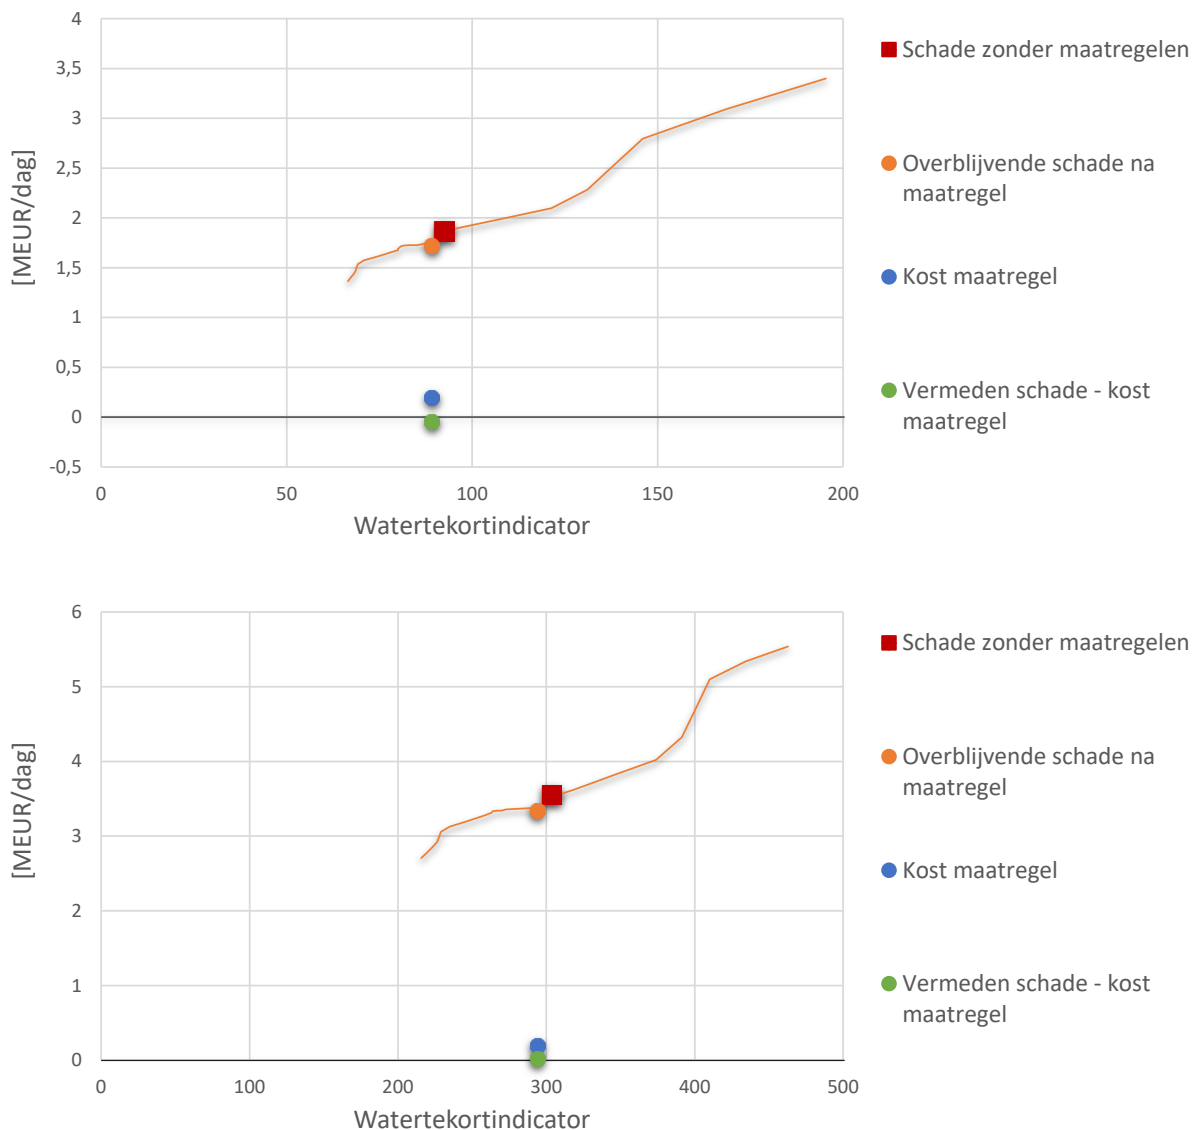 4
3,5
3
2,5
2
1,5
1
0,5
0
-0,5
[MEUR/dag]
0 50 100 150 200
Watertekortindicator
Schade zonder maatregelen
Overblijvende schade na
maatregel
Kost maatregel
Vermeden schade - kost
maatregel
6
5
4
3
2
1
0
[MEUR/dag]
0 100 200 300 400 500
Watertekortindicator
Schade zonder maatregelen
Overblijvende schade na
maatregel
Kost maatregel
Vermeden schade - kost
maatregel